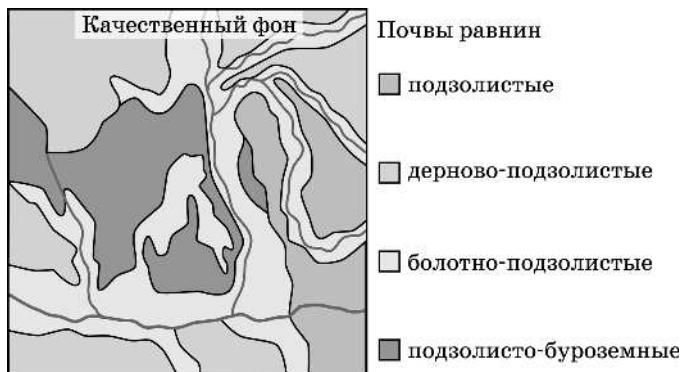 Качественный фон
Почвы равнин
подзолистые
дерново-подзолистые
болотно-подзолистые
подзолисто-буроземные